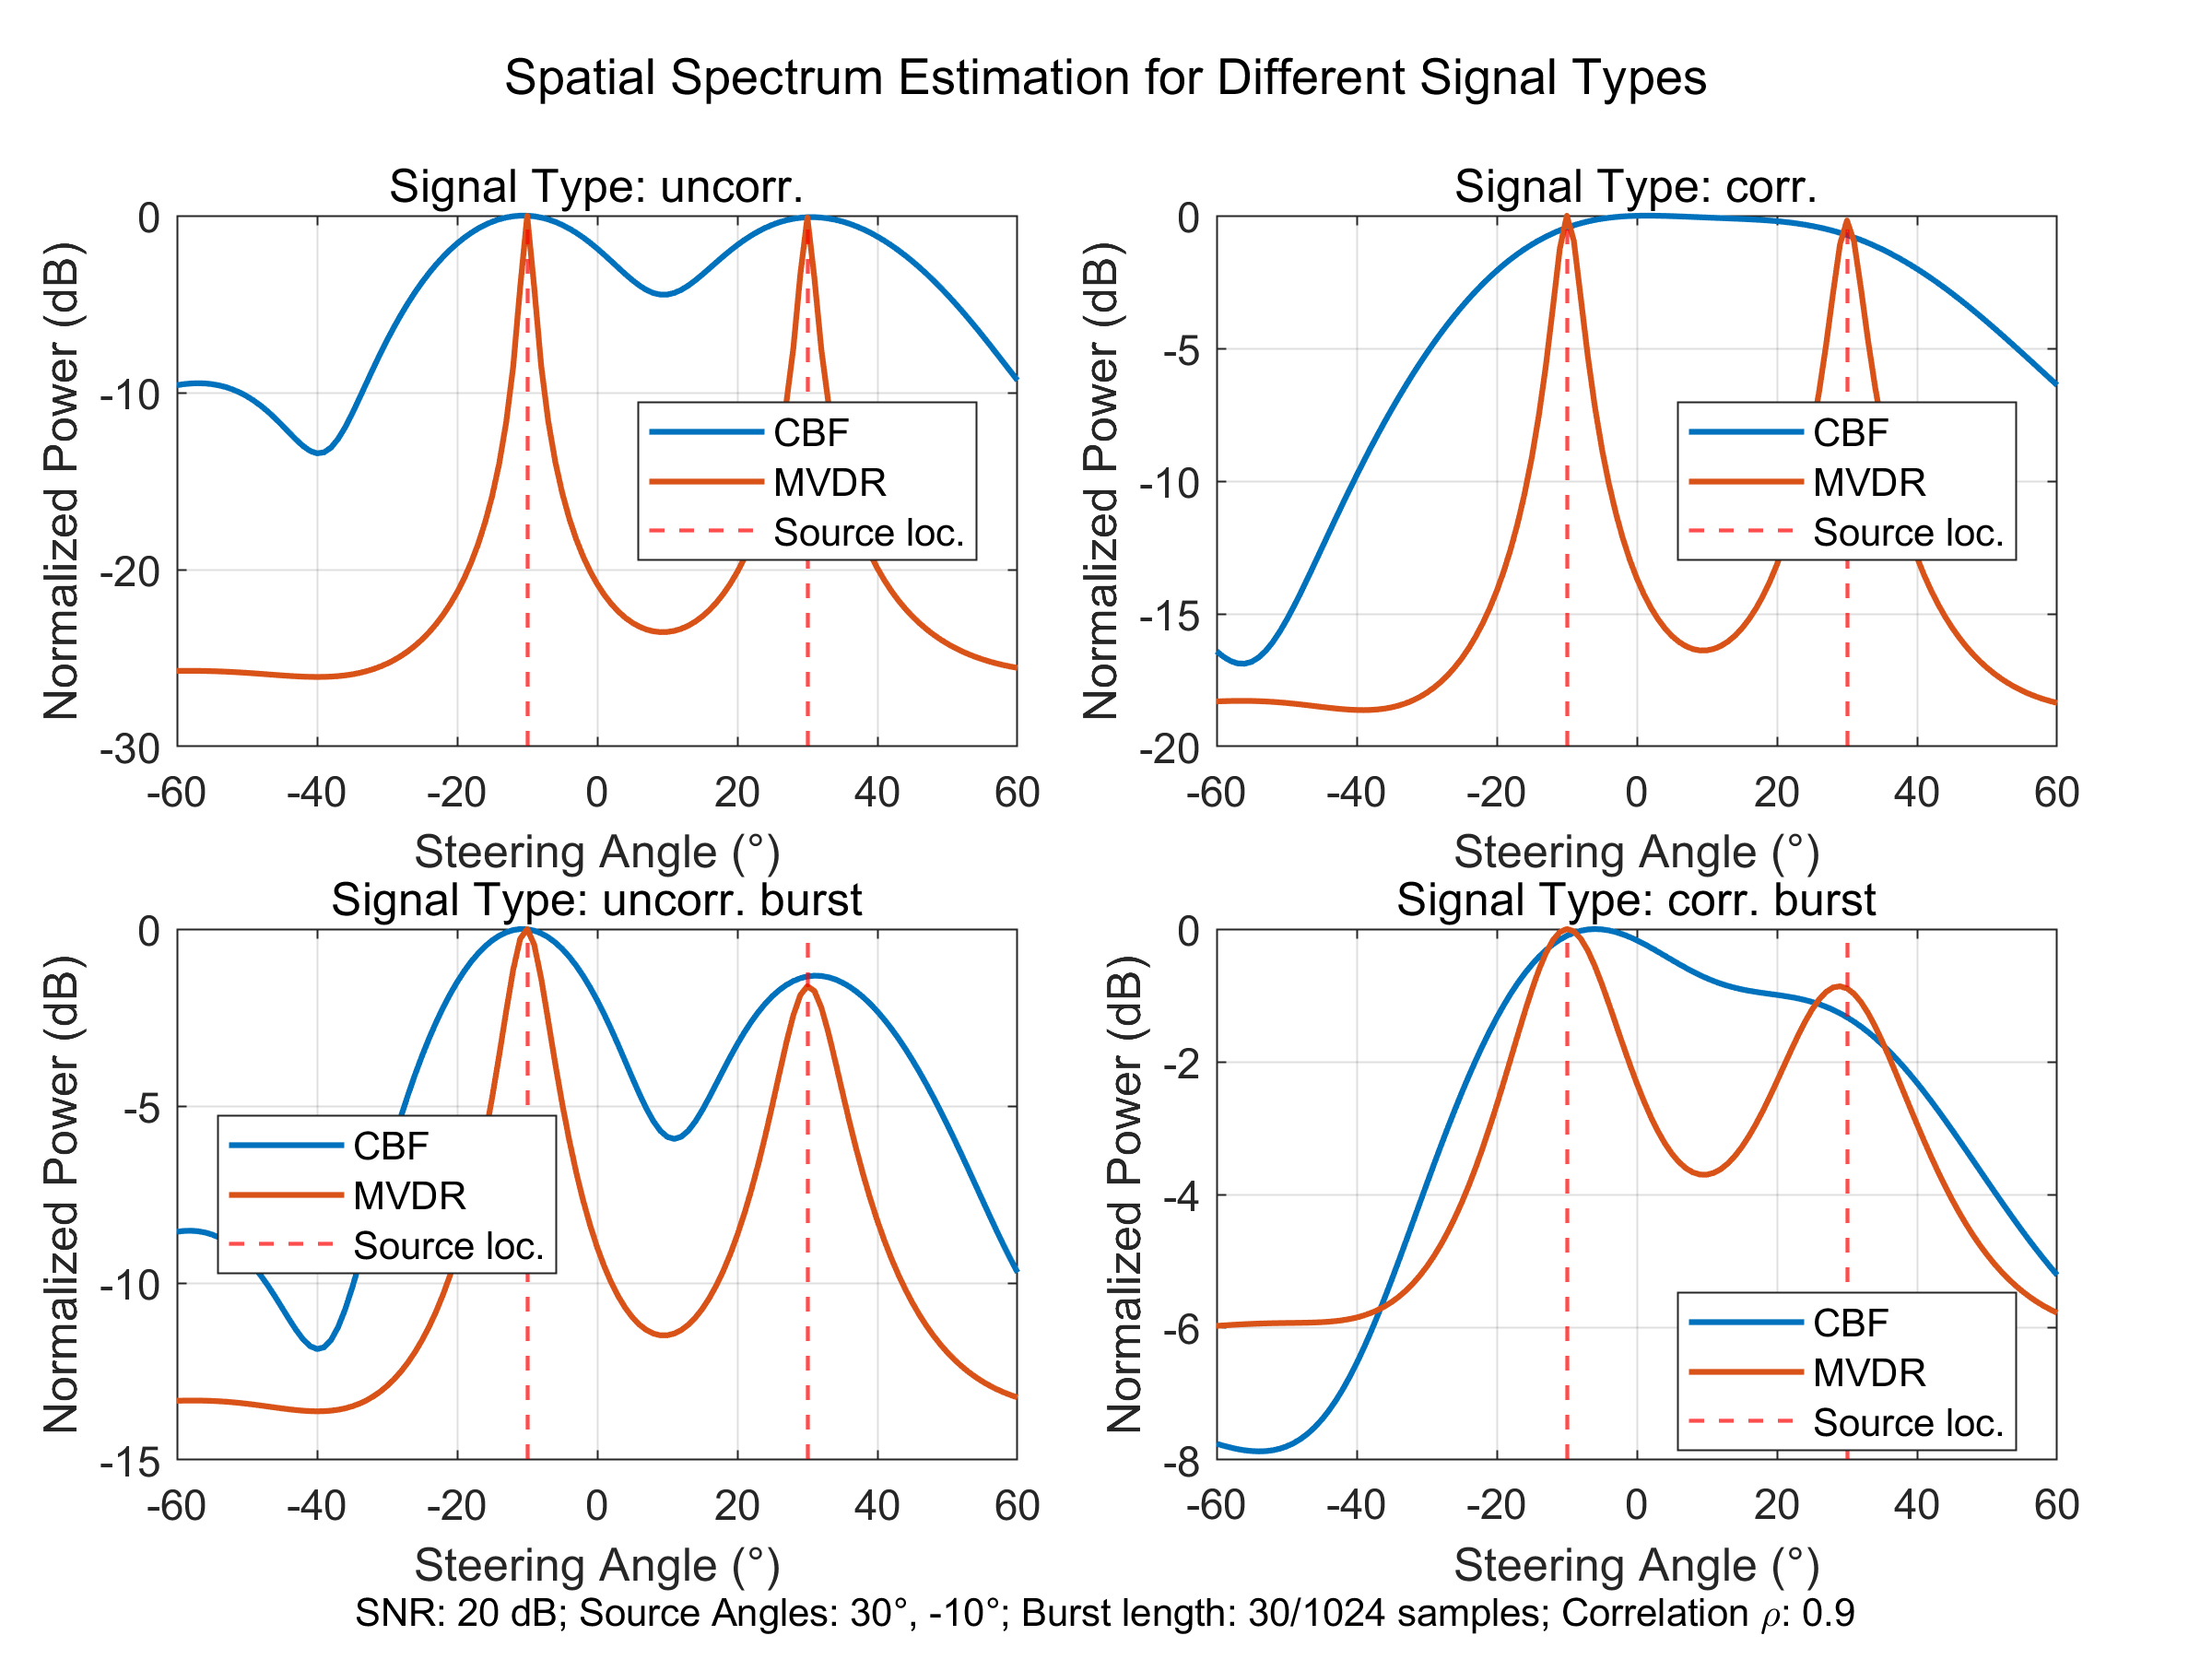 Spatial Spectrum Estimation for Different Signal Types
Signal Type: uncorr.
Normalized Power (dB)
0
-10
-20
-30
-60 -40 -20 0 20 40 60
Steering Angle (°)
CBF
MVDR
Source loc.
Signal Type: corr.
Normalized Power (dB)
0
-5
-10
-15
-20
-60 -40 -20 0 20 40 60
Steering Angle (°)
CBF
MVDR
Source loc.
Signal Type: uncorr. burst
Normalized Power (dB)
0
-5
-10
-15
-60 -40 -20 0 20 40 60
Steering Angle (°)
CBF
MVDR
Source loc.
Signal Type: corr. burst
Normalized Power (dB)
0
-2
-4
-6
-8
-60 -40 -20 0 20 40 60
Steering Angle (°)
CBF
MVDR
Source loc.
SNR: 20 dB; Source Angles: 30°, -10°; Burst length: 30/1024 samples; Correlation ρ: 0.9